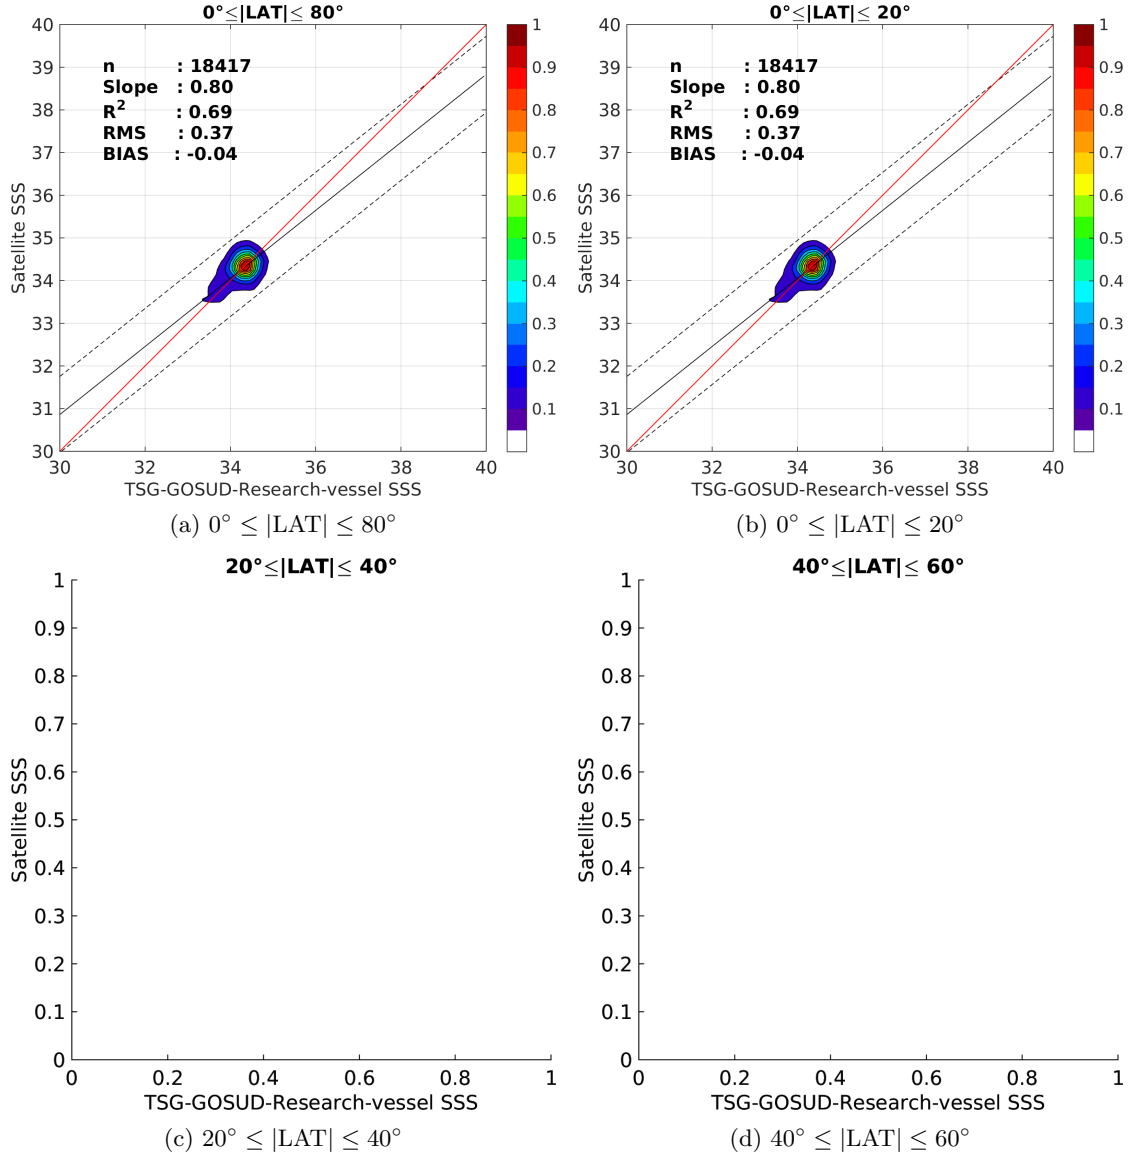 0°≤|LAT|≤ 80°
n : 18417
Slope : 0.80
R2 : 0.69
RMS : 0.37
BIAS : -0.04
Satellite SSS
40
39
38
37
36
35
34
33
32
31
30
30 32 34 36 38 40
TSG-GOSUD-Research-vessel SSS
1
0.9
0.8
0.7
0.6
0.5
0.4
0.3
0.2
0.1
(a) 0° ≤ |LAT| ≤ 80°
0°≤|LAT|≤ 20°
n : 18417
Slope : 0.80
R2 : 0.69
RMS : 0.37
BIAS : -0.04
Satellite SSS
40
39
38
37
36
35
34
33
32
31
30
30 32 34 36 38 40
TSG-GOSUD-Research-vessel SSS
1
0.9
0.8
0.7
0.6
0.5
0.4
0.3
0.2
0.1
(b) 0° ≤ |LAT| ≤ 20°
20°≤|LAT|≤ 40°
Satellite SSS
1
0.9
0.8
0.7
0.6
0.5
0.4
0.3
0.2
0.1
0
0 0.2 0.4 0.6 0.8 1
TSG-GOSUD-Research-vessel SSS
(c) 20° ≤ |LAT| ≤ 40°
40°≤|LAT|≤ 60°
Satellite SSS
1
0.9
0.8
0.7
0.6
0.5
0.4
0.3
0.2
0.1
0
0 0.2 0.4 0.6 0.8 1
TSG-GOSUD-Research-vessel SSS
(d) 40° ≤ |LAT| ≤ 60°